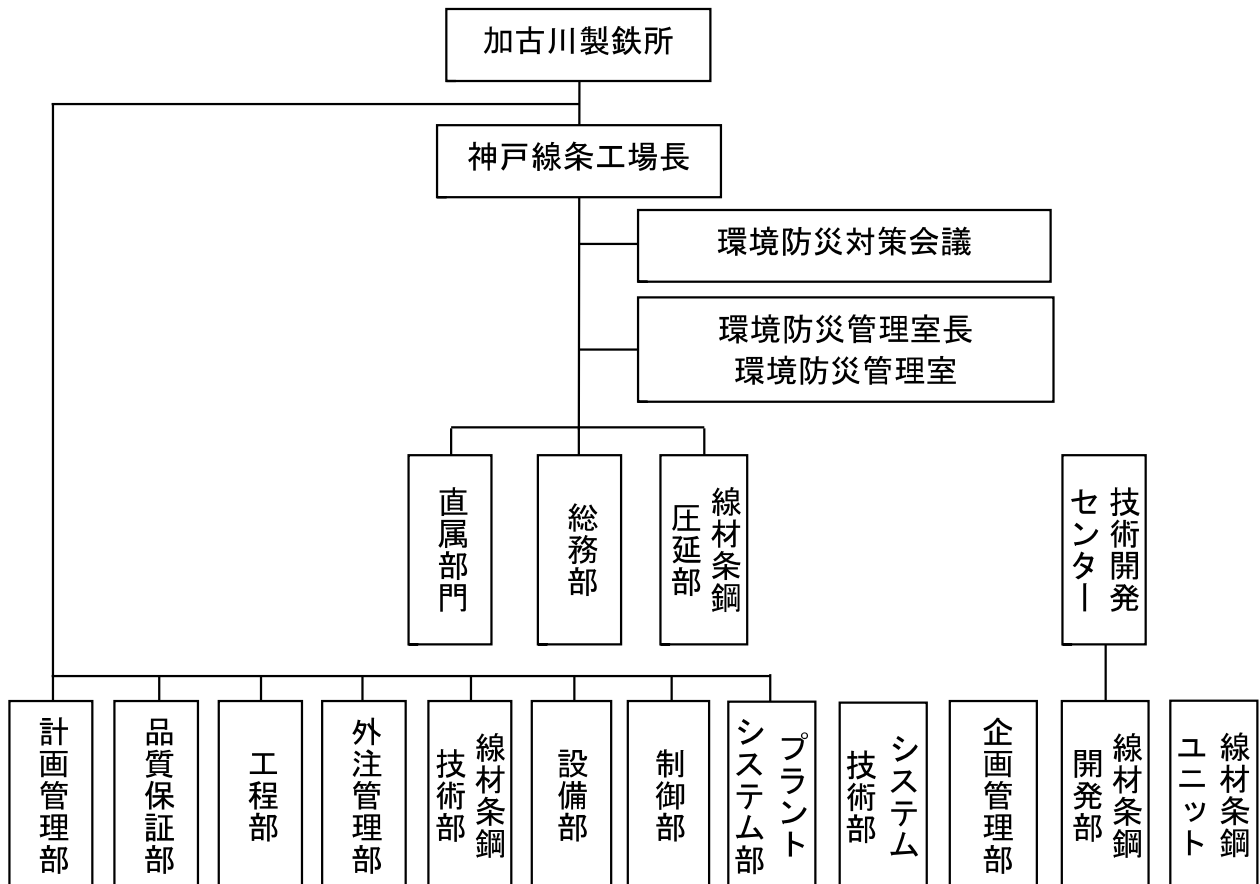 加古川製鉄所
神戸線条工場長
環境防災対策会議
環境防災管理室長
環境防災管理室
直属部門
総務部
線材条鋼
圧延部
技術開発
センター
計画管理部
品質保証部
工程部
外注管理部
線材条鋼
技術部
設備部
制御部
プラント
システム部
システム
技術部
企画管理部
線材条鋼
開発部
線材条鋼
ユニット